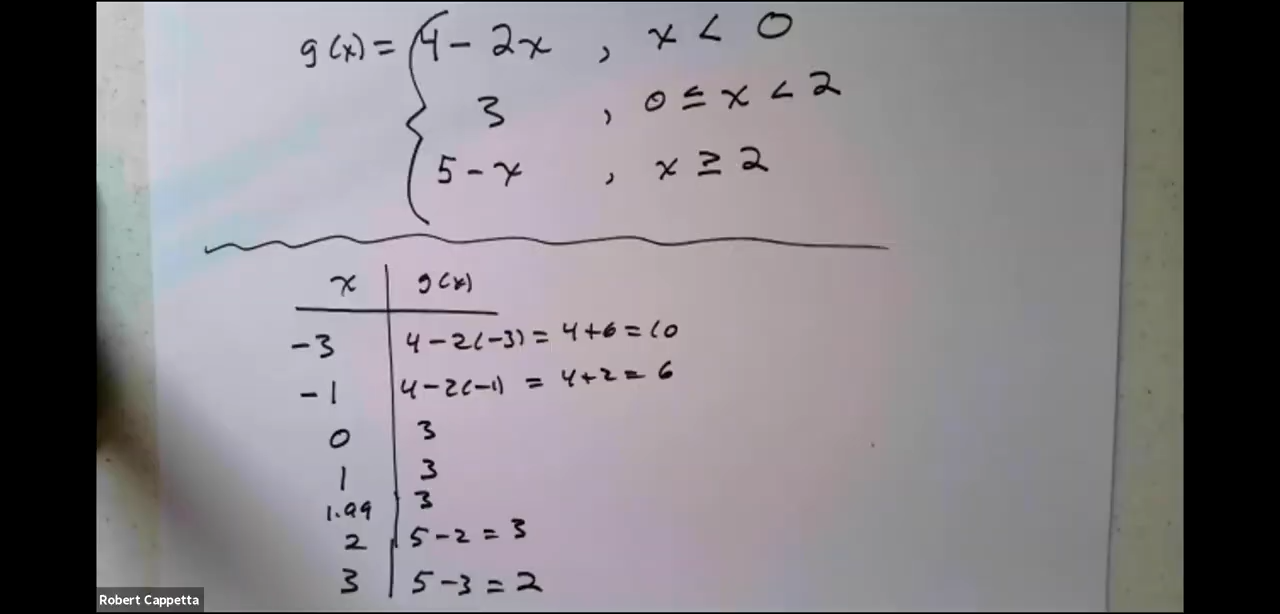 g(x) = { 4 - 2x , x < 0
3 , 0 ≤ x < 2
5 - x , x ≥ 2
x | g(x)
-3 | 4 - 2(-3) = 4 + 6 = 10
-1 | 4 - 2(-1) = 4 + 2 = 6
0 | 3
1 | 3
1.99 | 3
2 | 5 - 2 = 3
3 | 5 - 3 = 2
Robert Cappetta